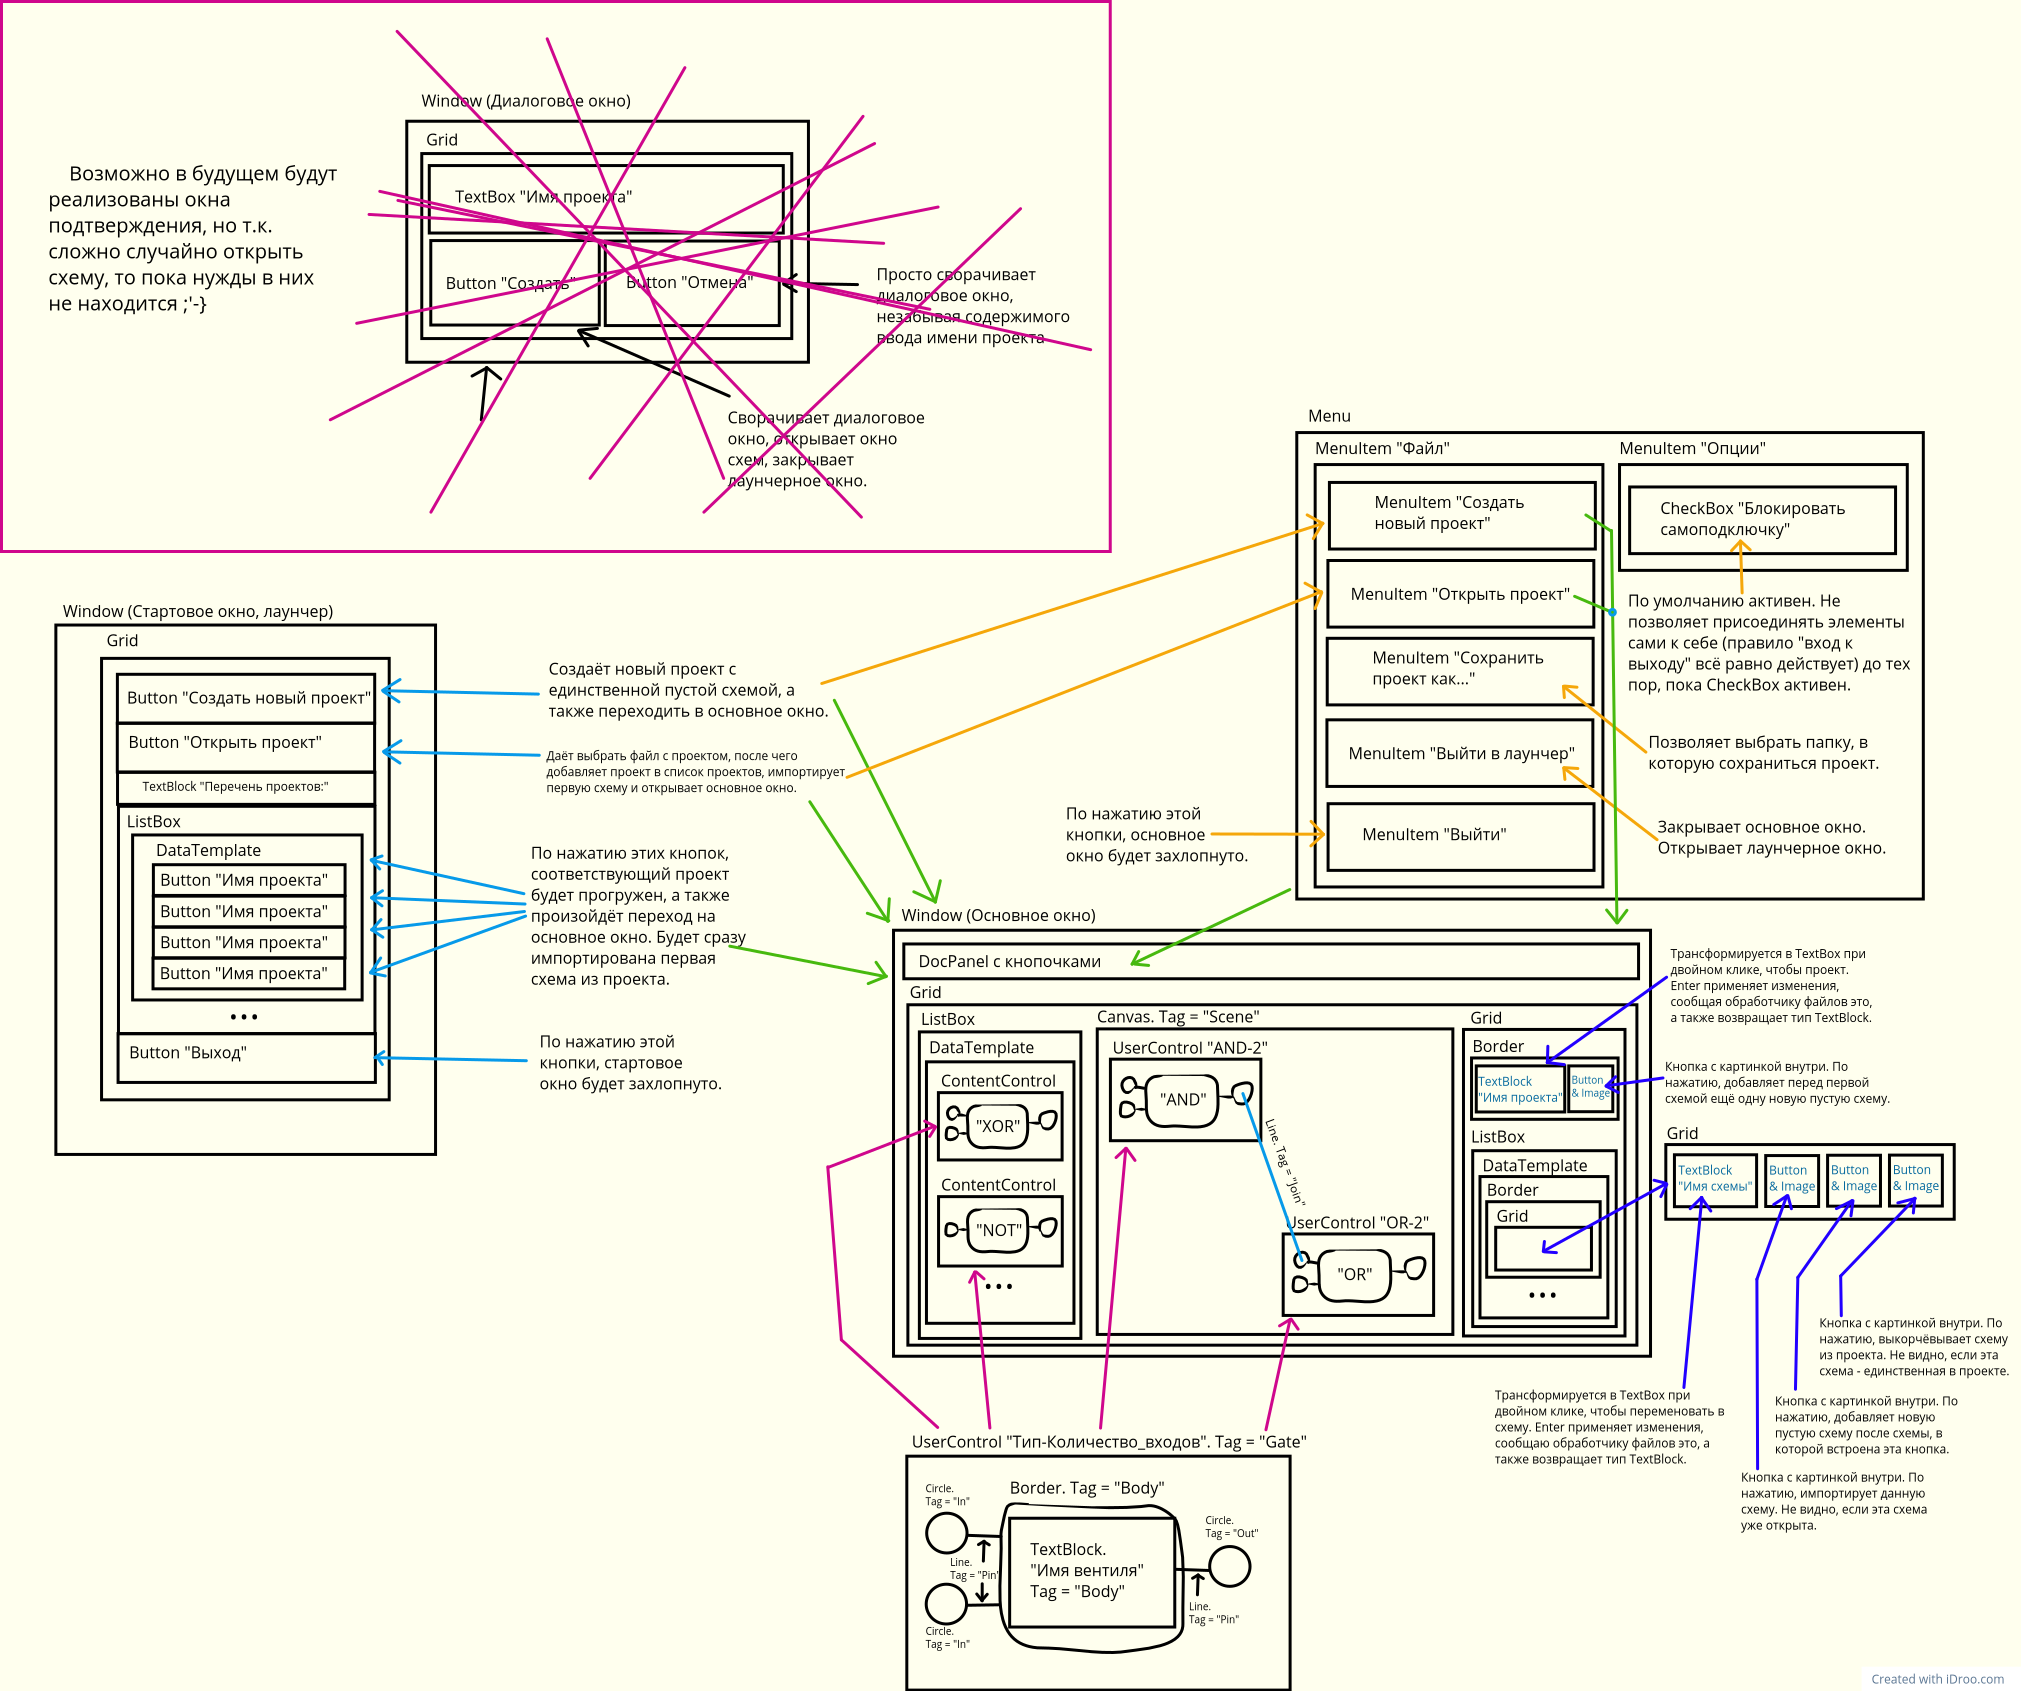 Window (Диалоговое окно)
Grid
TextBox "Имя проекта"
Button "Создать"
Button "Отмена"
Возможно в будущем будут
реализованы окна
подтверждения, но т.к.
сложно случайно открыть
схему, то пока нужды в них
не находится ;'-}
Просто сворачивает
диалоговое окно,
незабывая содержимого
ввода имени проекта
Сворачивает диалоговое
окно, открывает окно
схем, закрывает
лаунчерное окно.
Window (Стартовое окно, лаунчер)
Grid
Button "Создать новый проект"
Button "Открыть проект"
TextBlock "Перечень проектов:"
ListBox
DataTemplate
Button "Имя проекта"
Button "Имя проекта"
Button "Имя проекта"
Button "Имя проекта"
Button "Выход"
Создаёт новый проект с
единственной пустой схемой, а
также переходить в основное окно.
Даёт выбрать файл с проектом, после чего
добавляет проект в список проектов, импортирует
первую схему и открывает основное окно.
По нажатию этих кнопок,
соответствующий проект
будет прогружен, а также
произойдёт переход на
основное окно. Будет сразу
импортирована первая
схема из проекта.
По нажатию этой
кнопки, стартовое
окно будет захлопнуто.
Menu
MenuItem "Файл"
MenuItem "Создать
новый проект"
MenuItem "Открыть проект"
MenuItem "Сохранить
проект как..."
MenuItem "Выйти в лаунчер"
MenuItem "Выйти"
MenuItem "Опции"
CheckBox "Блокировать
самоподключку"
По умолчанию активен. Не
позволяет присоединять элементы
сами к себе (правило "вход к
выходу" всё равно действует) до тех
пор, пока CheckBox активен.
Позволяет выбрать папку, в
которую сохраниться проект.
Закрывает основное окно.
Открывает лаунчерное окно.
По нажатию этой
кнопки, основное
окно будет захлопнуто.
Window (Основное окно)
DocPanel с кнопочками
Grid
ListBox
DataTemplate
ContentControl
"XOR"
ContentControl
"NOT"
Canvas. Tag = "Scene"
UserControl "AND-2"
"AND"
Line. Tag = "Join"
UserControl "OR-2"
"OR"
Grid
Border
TextBlock
"Имя проекта"
Button
& Image
ListBox
DataTemplate
Border
Grid
Трансформируется в TextBox при
двойном клике, чтобы проект.
Enter применяет изменения,
сообщая обработчику файлов это,
а также возвращает тип TextBlock.
Кнопка с картинкой внутри. По
нажатию, добавляет перед первой
схемой ещё одну новую пустую схему.
Grid
TextBlock
"Имя схемы"
Button
& Image
Button
& Image
Button
& Image
Кнопка с картинкой внутри. По
нажатию, выкорчёвывает схему
из проекта. Не видно, если эта
схема - единственная в проекте.
Трансформируется в TextBox при
двойном клике, чтобы переменовать в
схему. Enter применяет изменения,
сообщаю обработчику файлов это, а
также возвращает тип TextBlock.
Кнопка с картинкой внутри. По
нажатию, добавляет новую
пустую схему после схемы, в
которой встроена эта кнопка.
Кнопка с картинкой внутри. По
нажатию, импортирует данную
схему. Не видно, если эта схема
уже открыта.
UserControl "Тип-Количество_входов". Tag = "Gate"
Circle.
Tag = "In"
Border. Tag = "Body"
TextBlock.
"Имя вентиля"
Tag = "Body"
Line.
Tag = "Pin"
Circle.
Tag = "In"
Circle.
Tag = "Out"
Line.
Tag = "Pin"
Created with iDroo.com